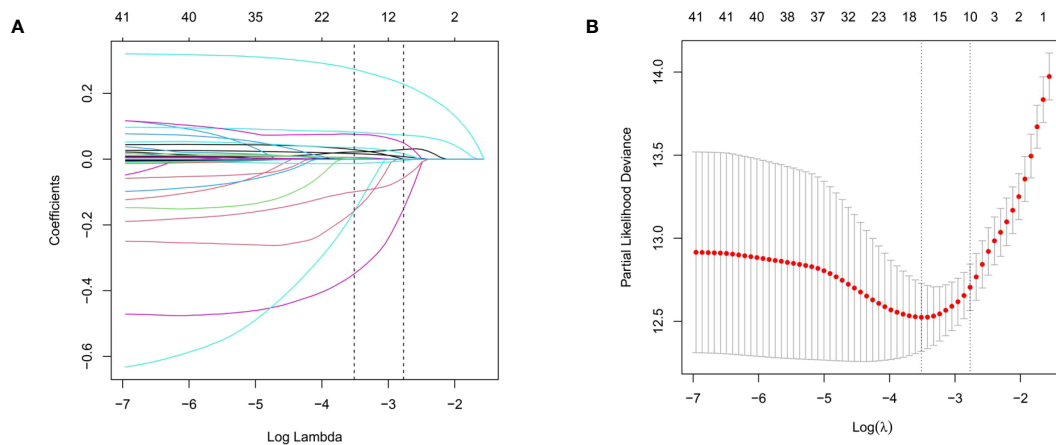 A
41 40 35 22 12 2
0.2
0.0
−0.2
−0.4
−0.6
Coefficients
−7 −6 −5 −4 −3 −2
Log Lambda
B
41 41 40 38 37 32 23 18 15 10 3 2 1
14.0
13.5
13.0
12.5
Partial Likelihood Deviance
−7 −6 −5 −4 −3 −2
Log(λ)